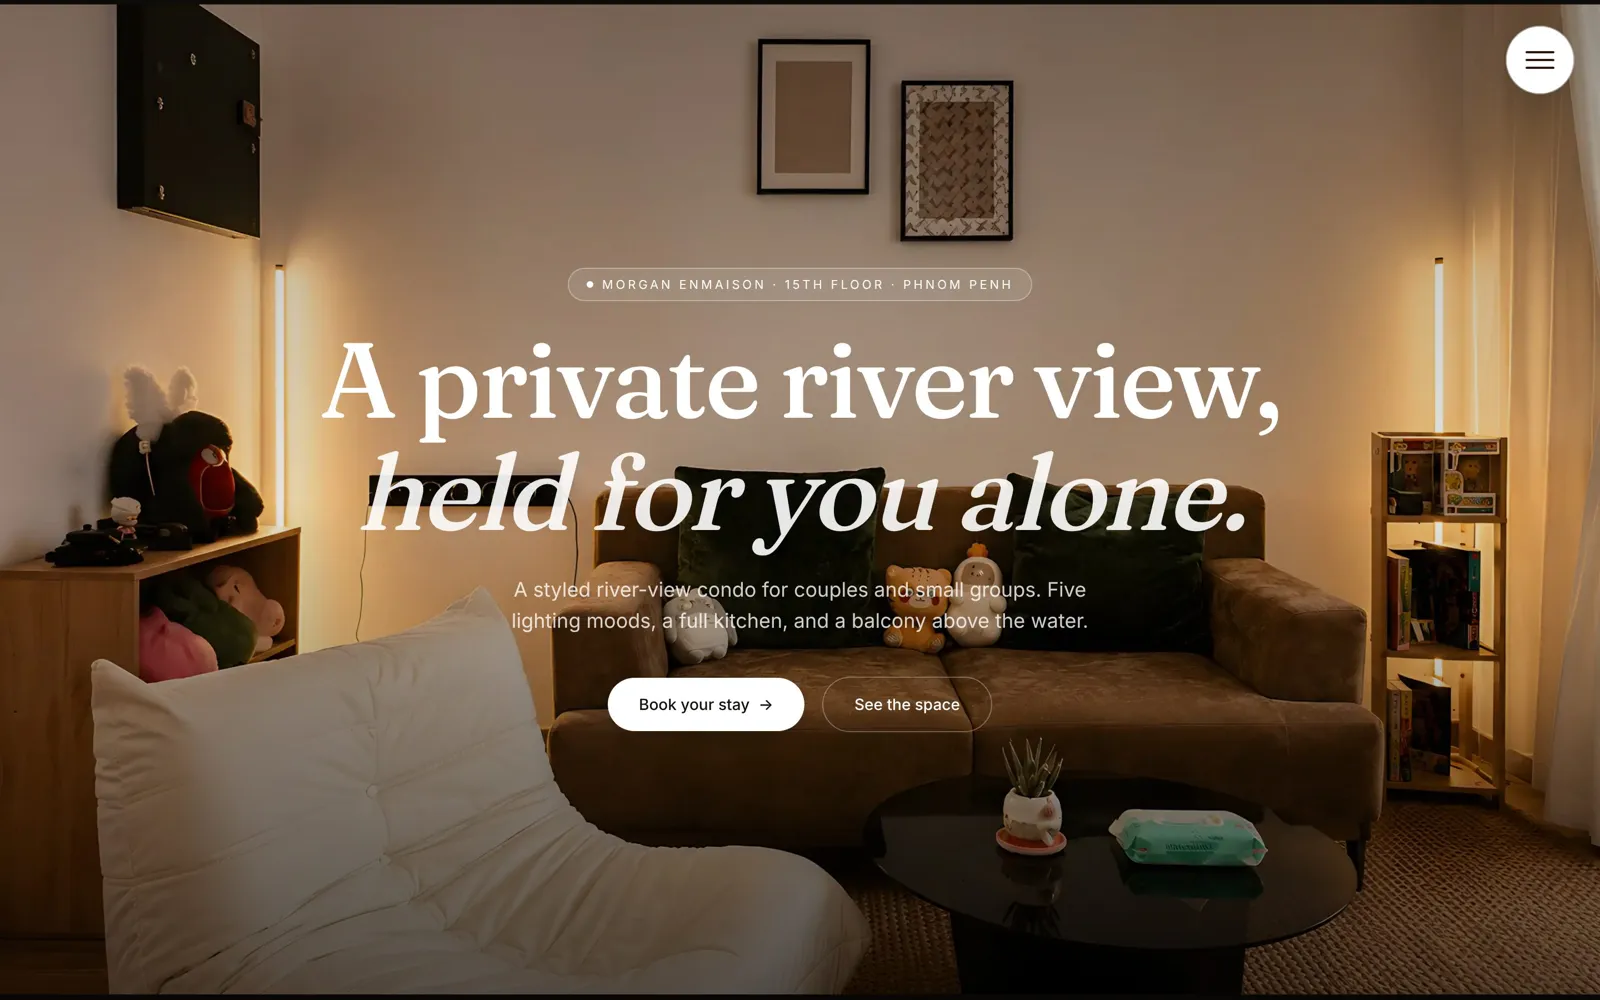 MORGAN ENMAISON · 15TH FLOOR · PHNOM PENH
A private river view,
held for you alone.
A styled river-view condo for couples and small groups. Five
lighting moods, a full kitchen, and a balcony above the water.
Book your stay →
See the space